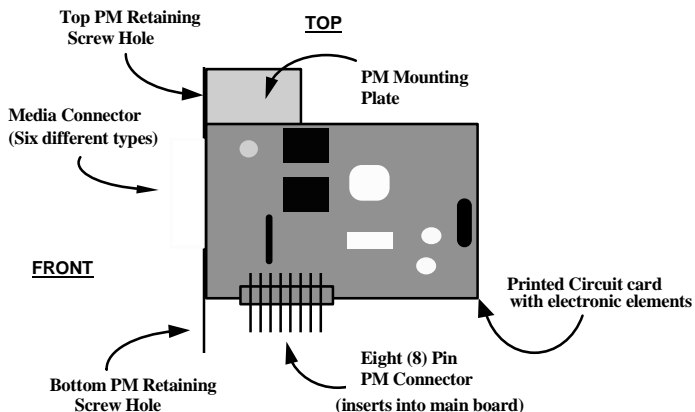 Top PM Retaining
Screw Hole
TOP
PM Mounting
Plate
Media Connector
(Six different types)
FRONT
Printed Circuit card
with electronic elements
Eight (8) Pin
PM Connector
(inserts into main board)
Bottom PM Retaining
Screw Hole